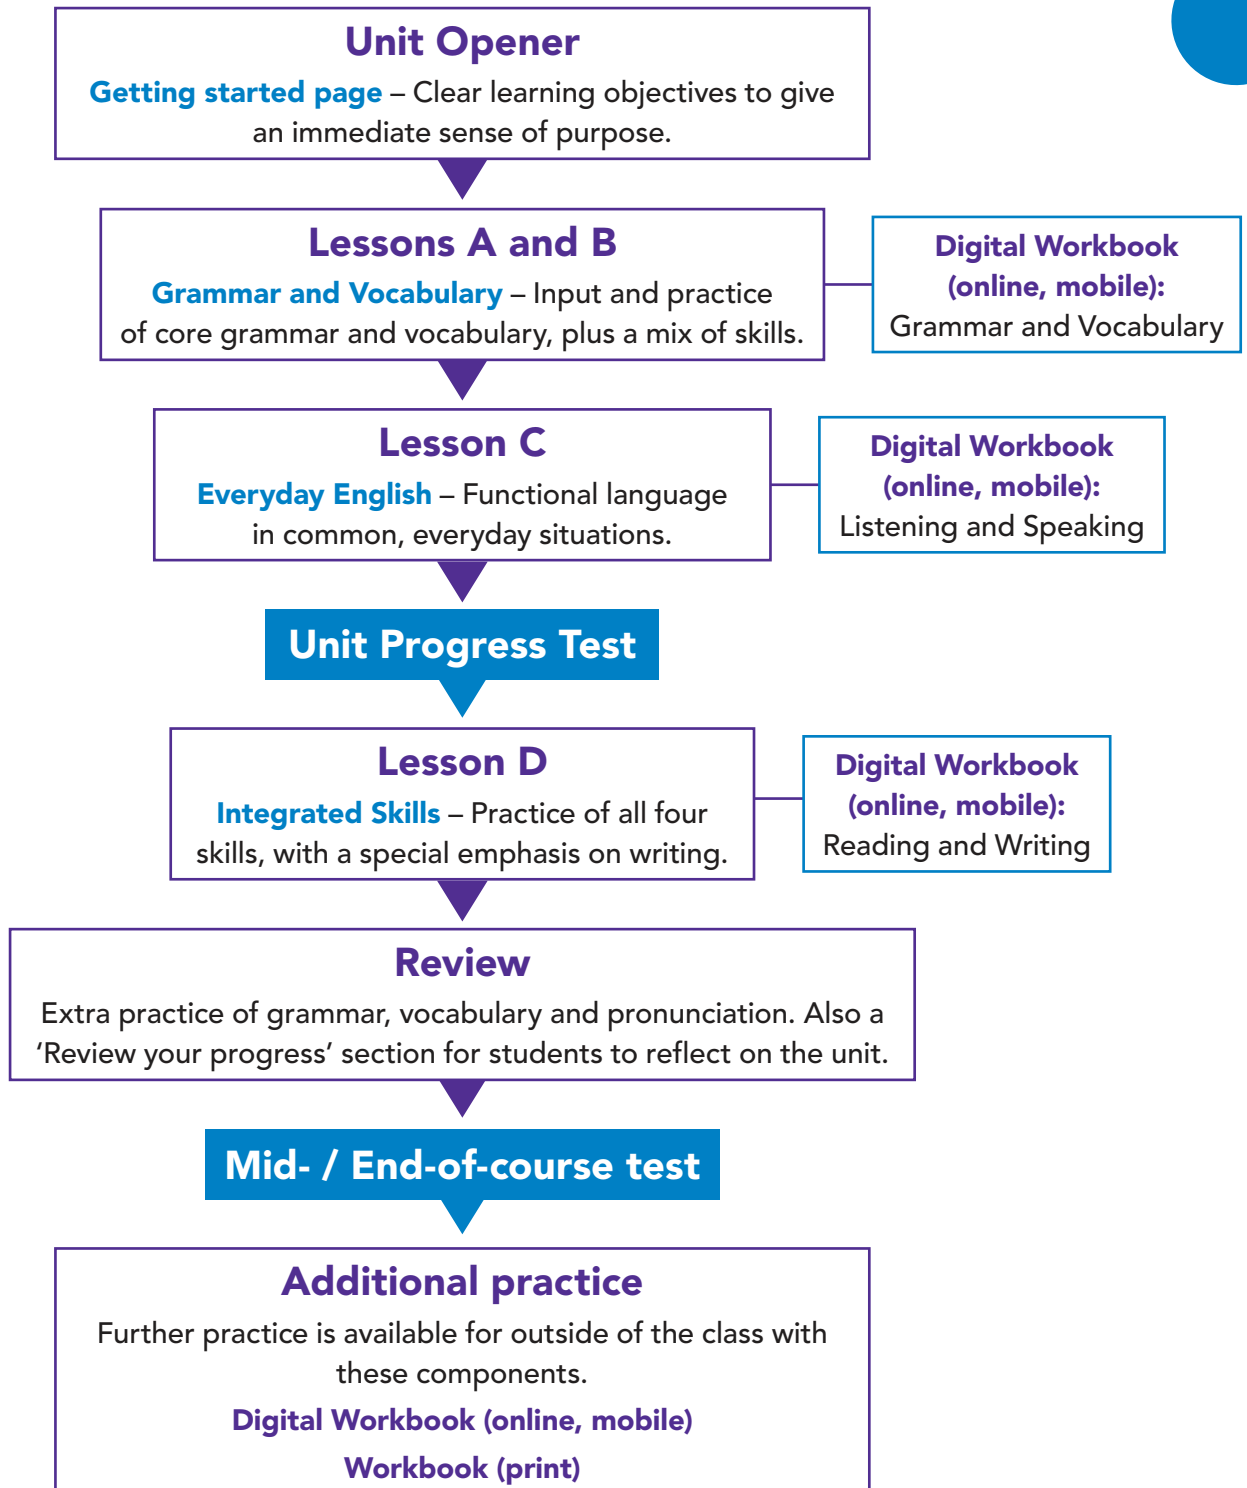 Unit Opener
Getting started page – Clear learning objectives to give
an immediate sense of purpose.
Lessons A and B
Grammar and Vocabulary – Input and practice
of core grammar and vocabulary, plus a mix of skills.
Digital Workbook
(online, mobile):
Grammar and Vocabulary
Lesson C
Everyday English – Functional language
in common, everyday situations.
Digital Workbook
(online, mobile):
Listening and Speaking
Unit Progress Test
Lesson D
Integrated Skills – Practice of all four
skills, with a special emphasis on writing.
Digital Workbook
(online, mobile):
Reading and Writing
Review
Extra practice of grammar, vocabulary and pronunciation. Also a
‘Review your progress’ section for students to reflect on the unit.
Mid- / End-of-course test
Additional practice
Further practice is available for outside of the class with
these components.
Digital Workbook (online, mobile)
Workbook (print)